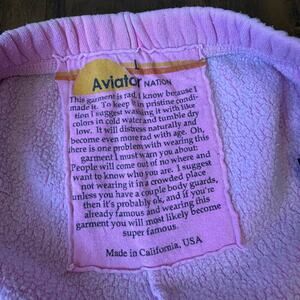 L
Aviator NATION
This garment is rad, I know because I
made it. To keep it in pristine condi-
tion I suggest washing it with like
colors in cold water and tumble dry
low. It will distress naturally and
become even more rad with age. Oh,
there is one problem with wearing this
garment I must warn you about:
People will come out of no where and
want to know who you are. I suggest
not wearing it in a crowded place
unless you have a couple body guards,
then it's probably ok, and if you're
already famous and wearing this
garment you will most likely become
super famous.
Made in California, USA